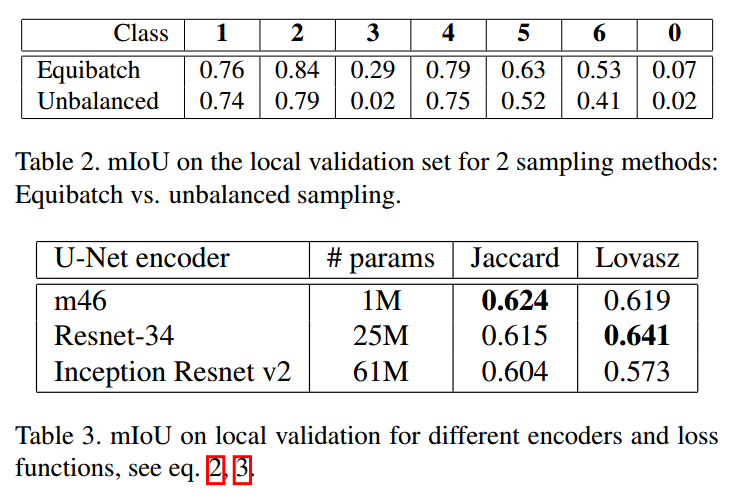 Class 1 2 3 4 5 6 0
Equibatch 0.76 0.84 0.29 0.79 0.63 0.53 0.07
Unbalanced 0.74 0.79 0.02 0.75 0.52 0.41 0.02
Table 2. mIoU on the local validation set for 2 sampling methods:
Equibatch vs. unbalanced sampling.
U-Net encoder # params Jaccard Lovasz
m46 1M 0.624 0.619
Resnet-34 25M 0.615 0.641
Inception Resnet v2 61M 0.604 0.573
Table 3. mIoU on local validation for different encoders and loss
functions, see eq. 2, 3.